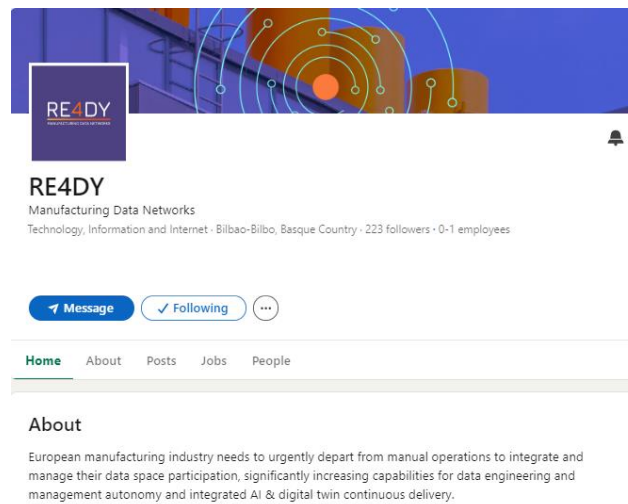 RE4DY
MANUFACTURING DATA NETWORKS
RE4DY
Manufacturing Data Networks
Technology, Information and Internet · Bilbao-Bilbo, Basque Country · 223 followers · 0-1 employees
Message
Following
Home About Posts Jobs People
About
European manufacturing industry needs to urgently depart from manual operations to integrate and
manage their data space participation, significantly increasing capabilities for data engineering and
management autonomy and integrated AI & digital twin continuous delivery.